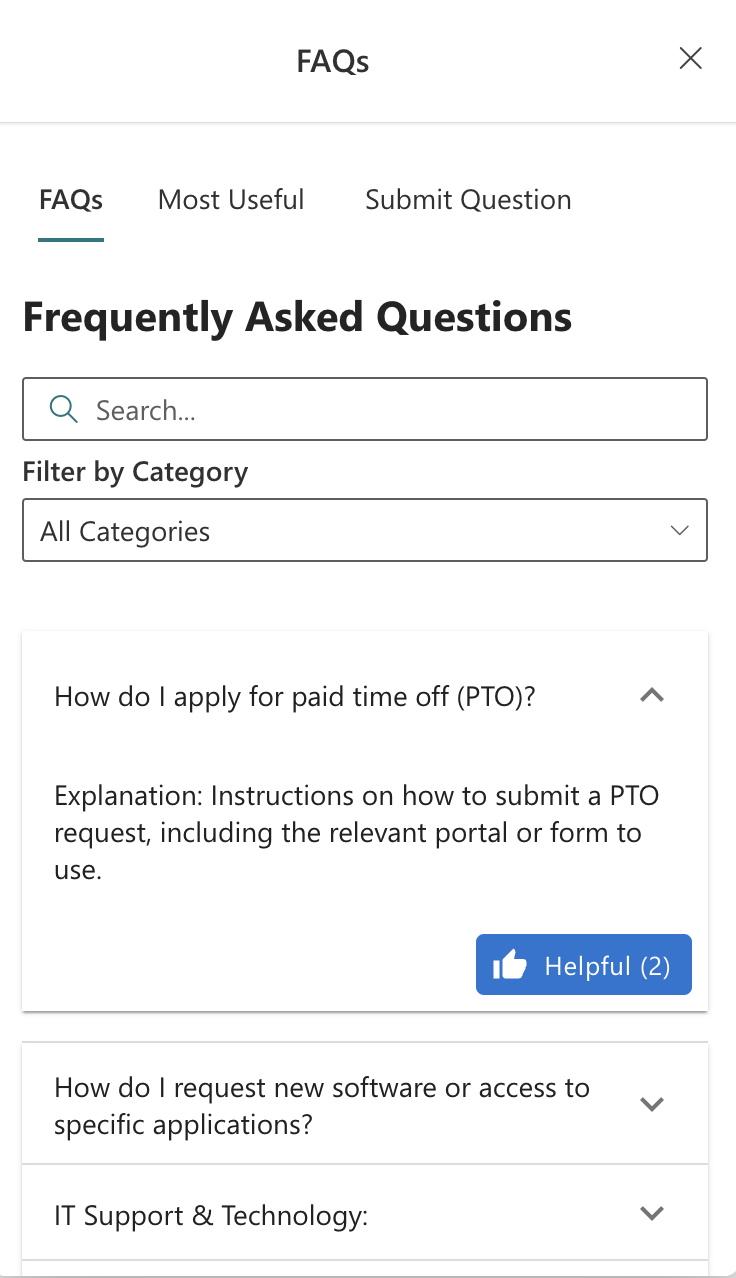 FAQs
FAQs Most Useful Submit Question
Frequently Asked Questions
Search...
Filter by Category
All Categories
How do I apply for paid time off (PTO)?
Explanation: Instructions on how to submit a PTO
request, including the relevant portal or form to
use.
Helpful (2)
How do I request new software or access to
specific applications?
IT Support & Technology: